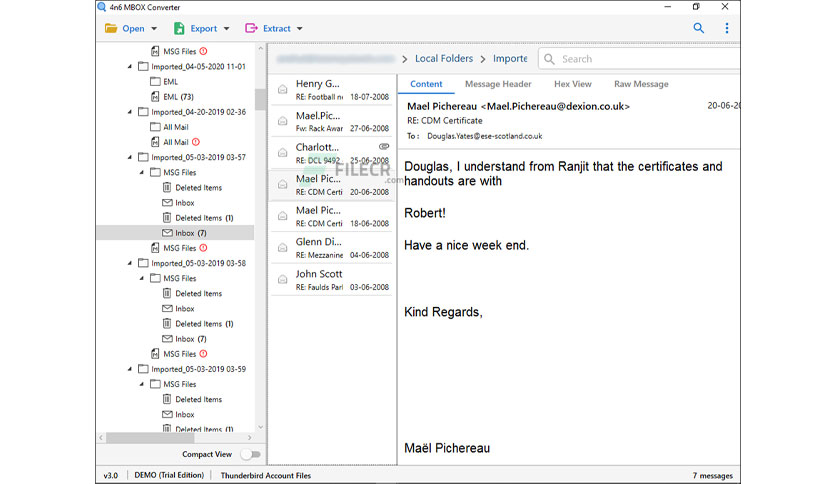 4n6 MBOX Converter
Open Export Extract
MSG Files
Imported_04-05-2020 11-01
EML
EML (73)
Imported_04-20-2019 02-36
All Mail
All Mail
Imported_05-03-2019 03-57
MSG Files
Deleted Items
Inbox
Deleted Items (1)
Inbox (7)
MSG Files
Imported_05-03-2019 03-58
MSG Files
Deleted Items
Inbox
Deleted Items (1)
Inbox (7)
MSG Files
Imported_05-03-2019 03-59
MSG Files
Deleted Items
Inbox
Deleted Items (1)
Compact View
Local Folders Importe
Search
Henry G...
RE: Football n 18-07-2008
Mael.Pic...
Fw: Rack Awar 27-06-2008
Charlott...
RE: DCL 9492 25-06-2008
Mael Pic...
RE: CDM Certi 20-06-2008
Mael Pic...
RE: CDM Certi 18-06-2008
Glenn Di...
RE: Mezzanine 04-06-2008
John Scott
RE: Faulds Parl 03-06-2008
FILECR
.com
Content Message Header Hex View Raw Message
Mael Pichereau <Mael.Pichereau@dexion.co.uk> 20-06-20
RE: CDM Certificate
To : Douglas.Yates@ese-scotland.co.uk
Douglas, I understand from Ranjit that the certificates and
handouts are with
Robert!
Have a nice week end.
Kind Regards,
Maël Pichereau
v3.0 DEMO (Trial Edition) Thunderbird Account Files 7 messages